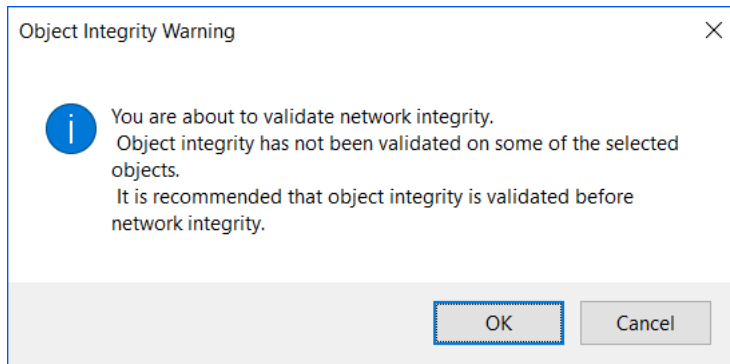 Object Integrity Warning
You are about to validate network integrity.
Object integrity has not been validated on some of the selected
objects.
It is recommended that object integrity is validated before
network integrity.
OK
Cancel